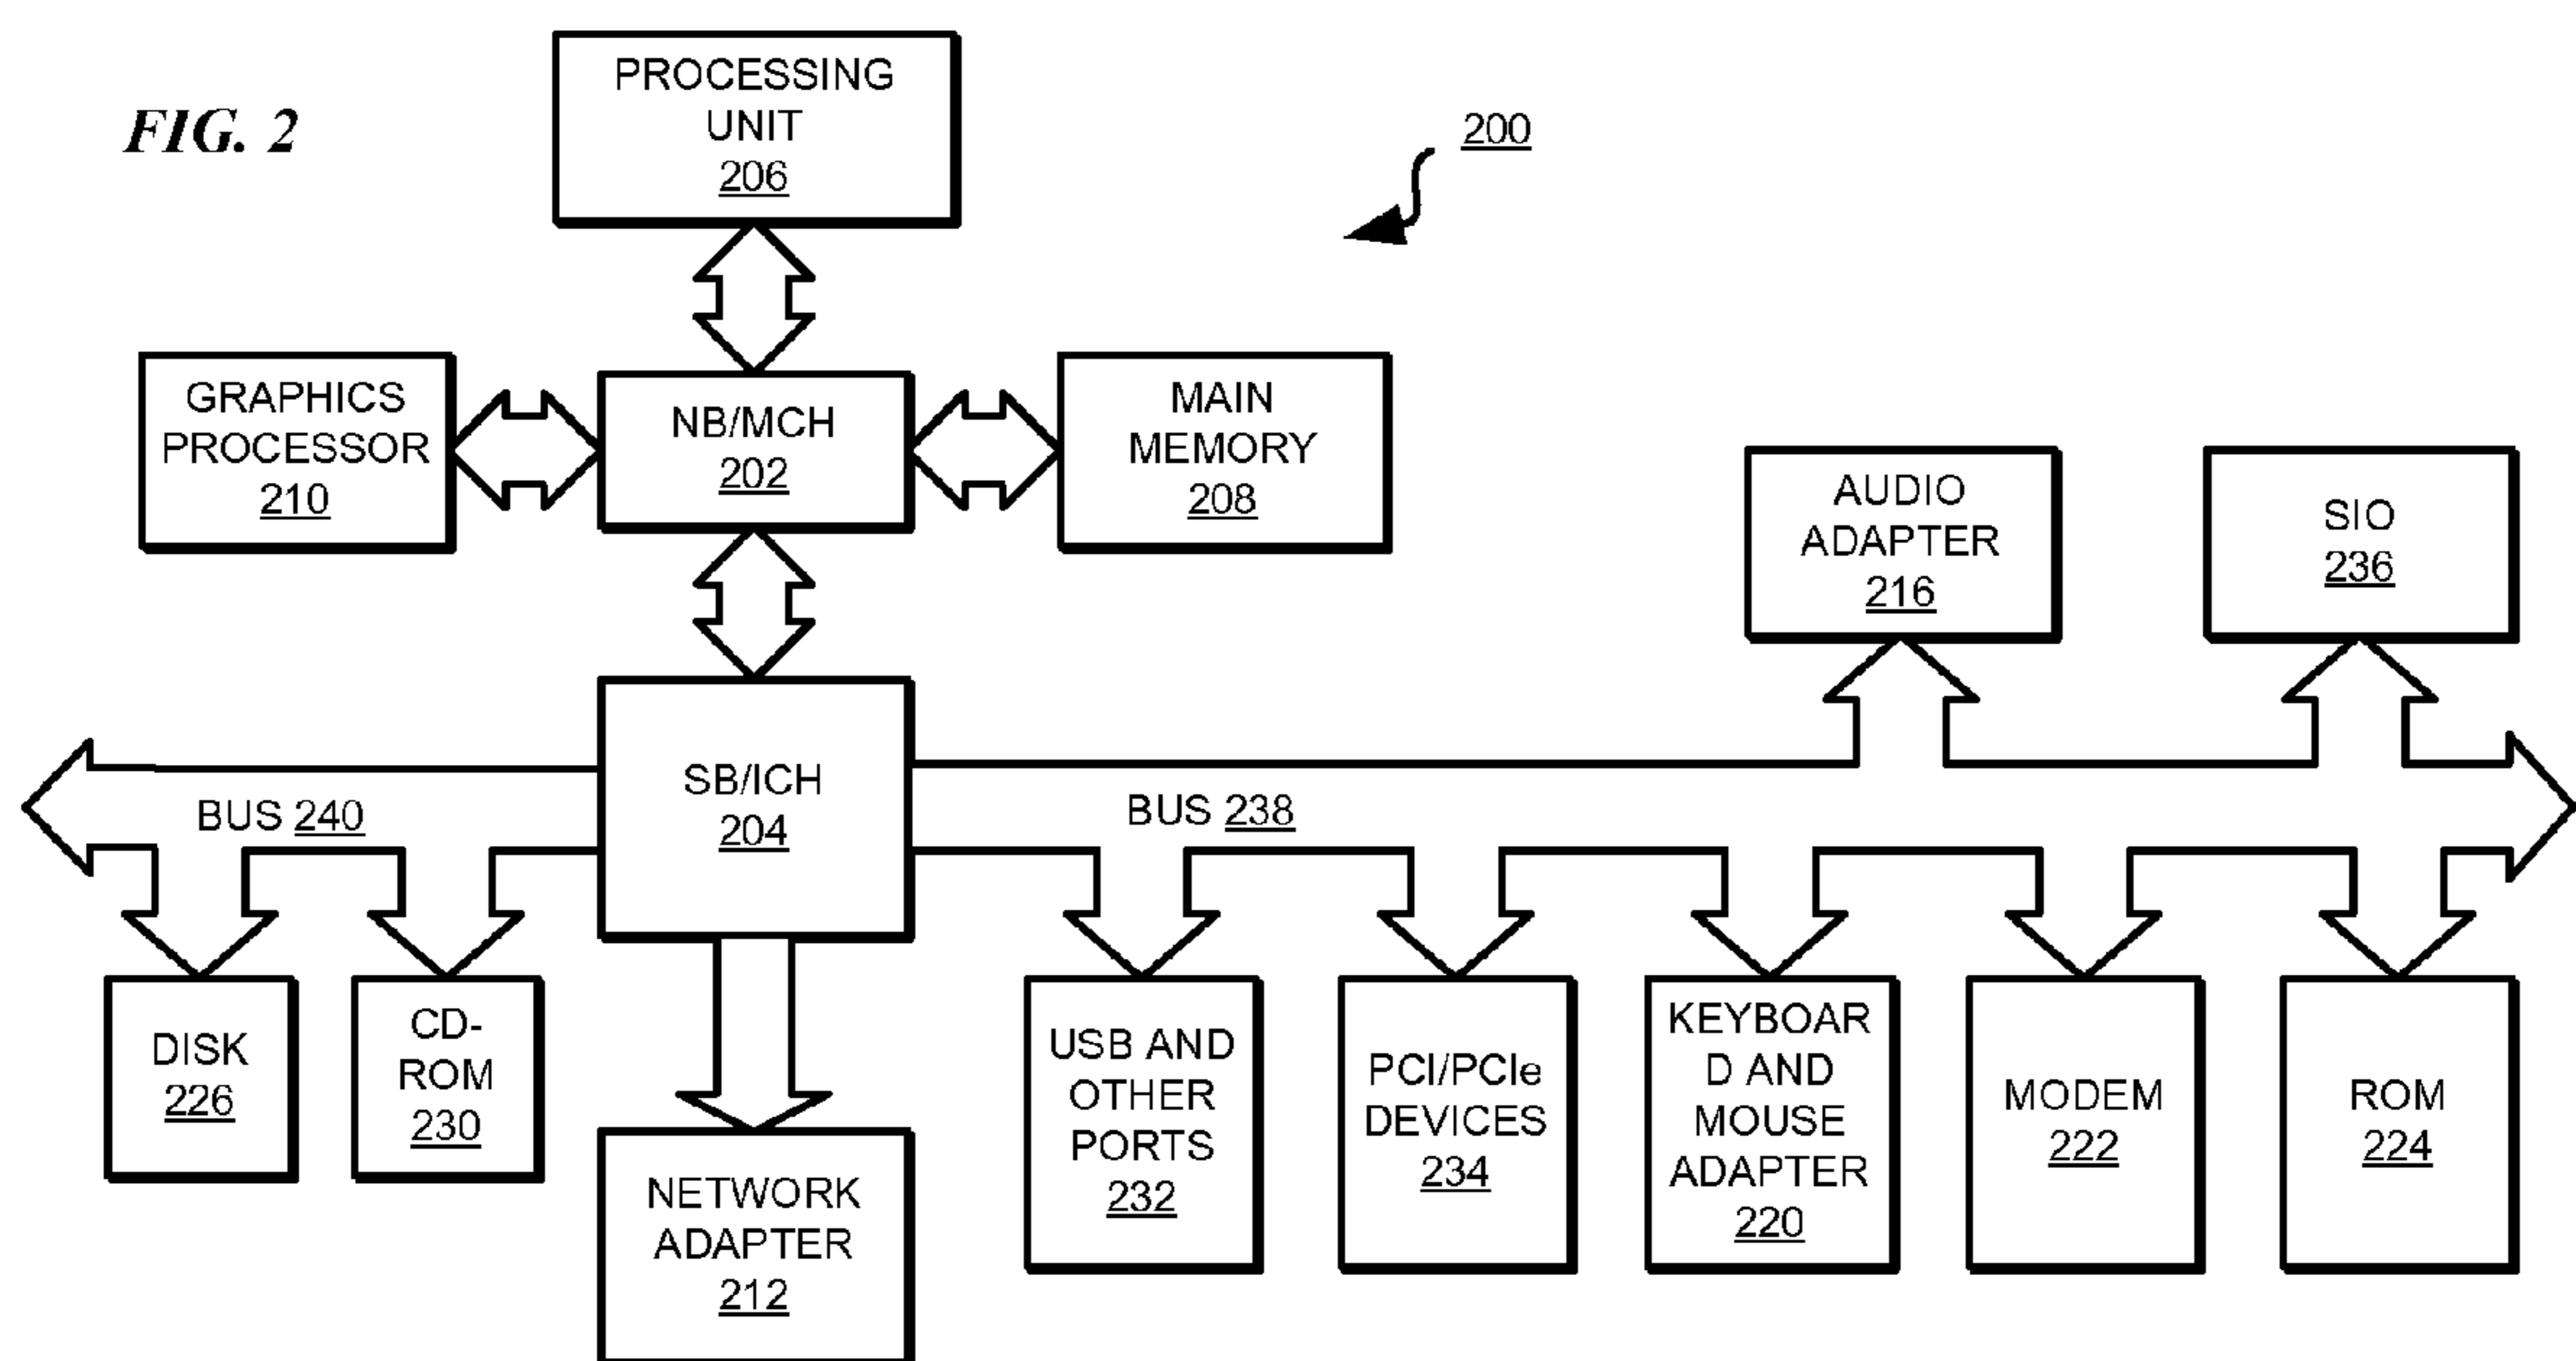 FIG. 2
PROCESSING
UNIT
206
200
GRAPHICS
PROCESSOR
210
NB/MCH
202
MAIN
MEMORY
208
AUDIO
ADAPTER
216
SIO
236
SB/ICH
204
BUS 240
BUS 238
DISK
226
CD-
ROM
230
NETWORK
ADAPTER
212
USB AND
OTHER
PORTS
232
PCI/PCIe
DEVICES
234
KEYBOAR
D AND
MOUSE
ADAPTER
220
MODEM
222
ROM
224